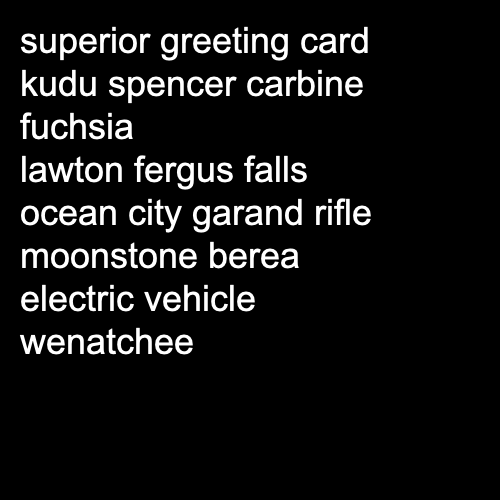 superior greeting card
kudu spencer carbine
fuchsia
lawton fergus falls
ocean city garand rifle
moonstone berea
electric vehicle
wenatchee